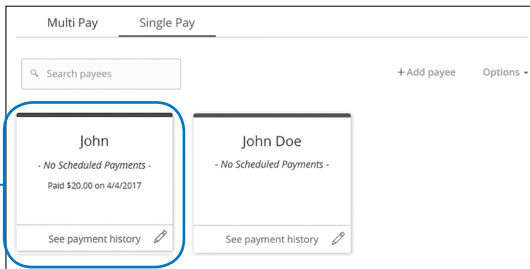 Multi Pay Single Pay
Search payees
+ Add payee Options
John
- No Scheduled Payments -
Paid $20.00 on 4/4/2017
See payment history
John Doe
- No Scheduled Payments -
See payment history